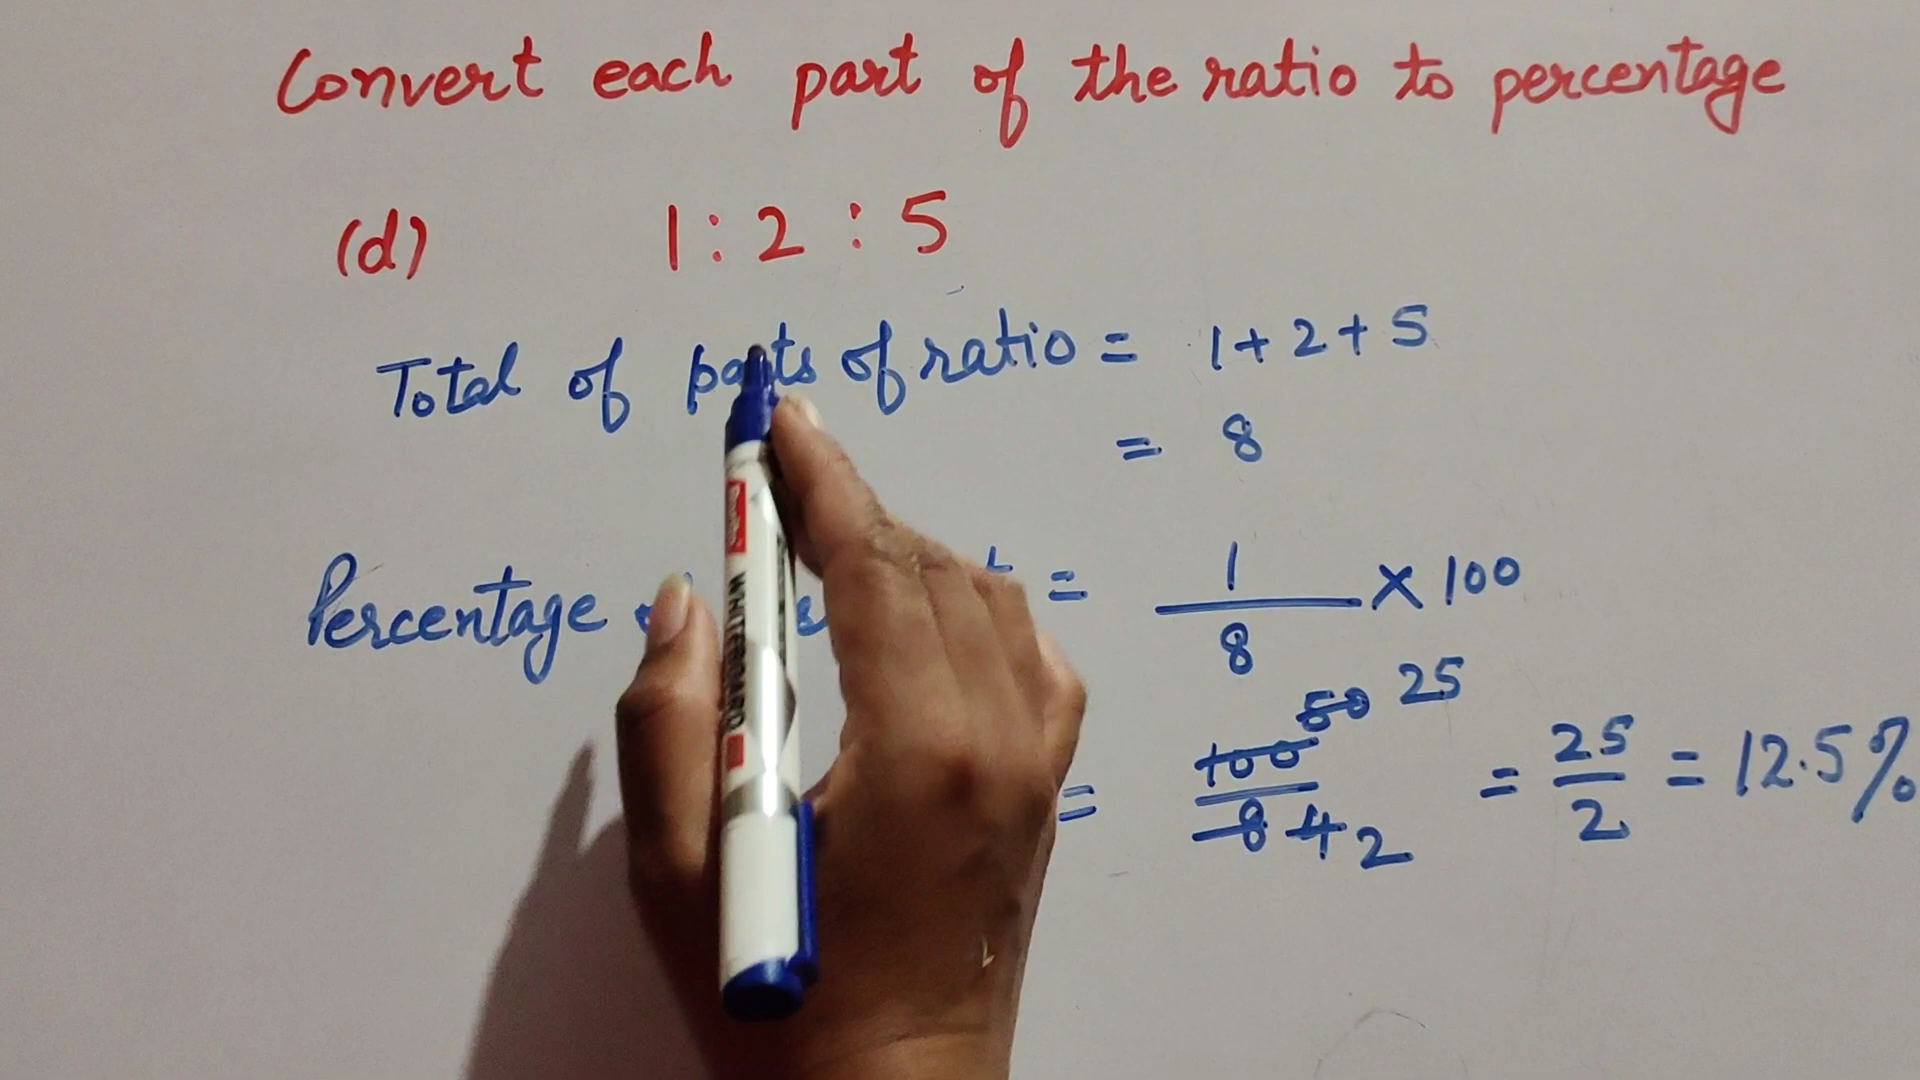 Convert each part of the ratio to percentage
(d) 1 : 2 : 5
Total of parts of ratio = 1 + 2 + 5
= 8
Percentage = 1/8 × 100
= 100/8 50 25 4 2 = 25/2 = 12.5%
WHITEBOARD